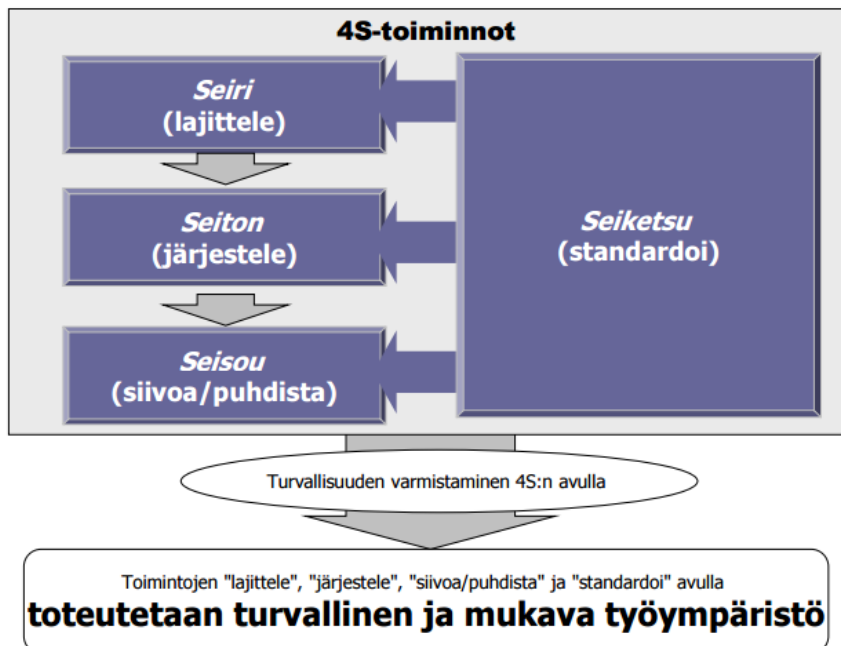 4S-toiminnot
Seiri
(lajittele)
Seiton
(järjestele)
Seisou
(siivoa/puhdista)
Seiketsu
(standardoi)
Turvallisuuden varmistaminen 4S:n avulla
Toimintojen "lajittele", "järjestele", "siivoa/puhdista" ja "standardoi" avulla
toteutetaan turvallinen ja mukava työympäristö